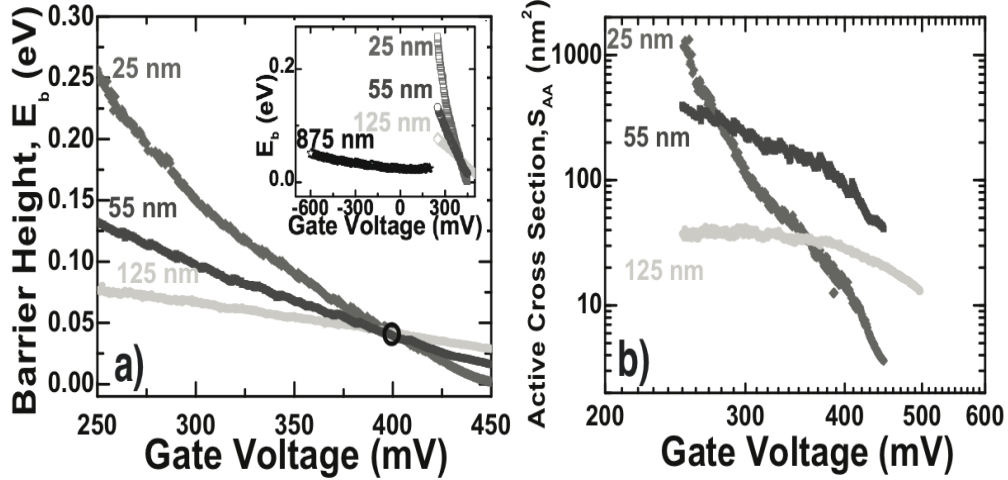 Barrier Height, E_b (eV)
0.30
0.25
0.20
0.15
0.10
0.05
0.00
25 nm
55 nm
125 nm
a)
250
300
350
400
450
Gate Voltage (mV)
E_b (eV)
0.2
0.0
25 nm
55 nm
125 nm
875 nm
-600
-300
0
300
Gate Voltage (mV)
Active Cross Section, S_AA (nm²)
1000
100
10
25 nm
55 nm
125 nm
b)
200
300
400
500
600
Gate Voltage (mV)